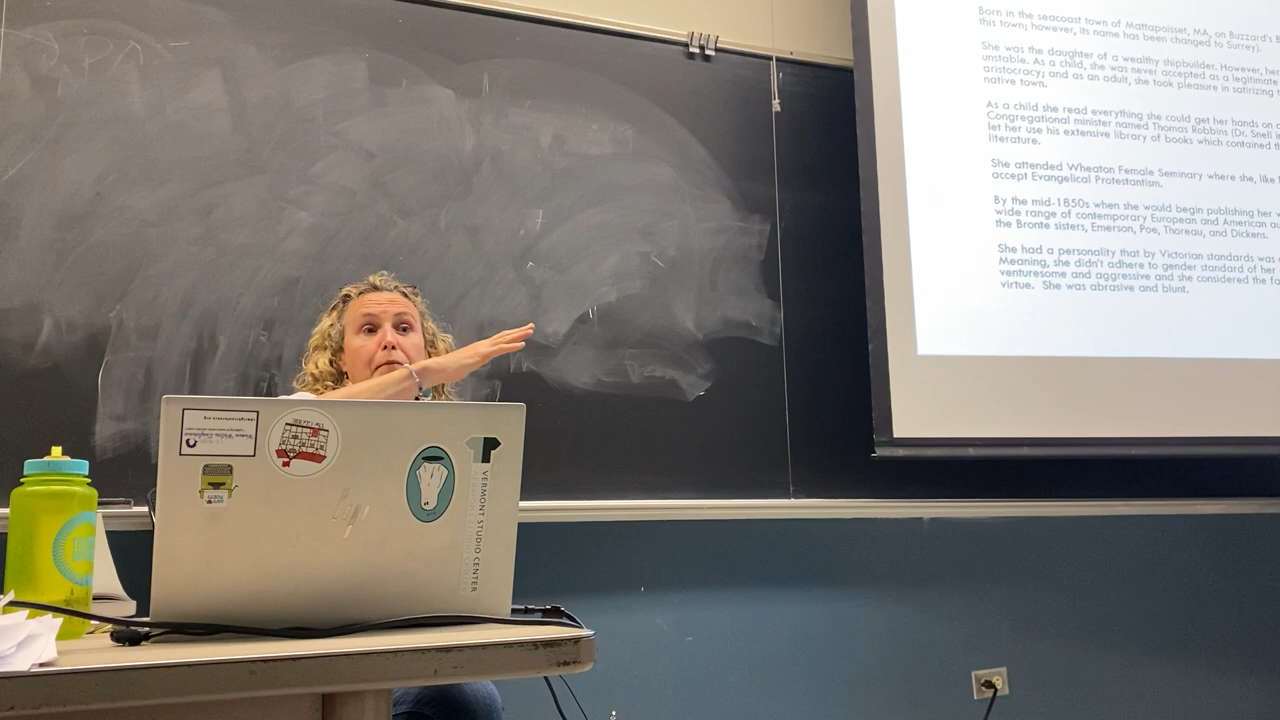 Born in the seacoast town of Mattapoisset, MA, on Buzzard's B
this town; however, its name has been changed to Surrey).
She was the daughter of a wealthy shipbuilder. However, her
unstable. As a child, she was never accepted as a legitimate
aristocracy; and as an adult, she took pleasure in satirizing
native town.
As a child she read everything she could get her hands on
Congregational minister named Thomas Robbins (Dr. Snell in
let her use his extensive library of books which contained th
literature.
She attended Wheaton Female Seminary where she, like
accept Evangelical Protestantism.
By the mid-1850s when she would begin publishing her
wide range of contemporary European and American au
the Bronte sisters, Emerson, Poe, Thoreau, and Dickens.
She had a personality that by Victorian standards was
Meaning, she didn't adhere to gender standard of her
venturesome and aggressive and she considered the fa
virtue. She was abrasive and blunt.
hp
VERMONT STUDIO CENTER